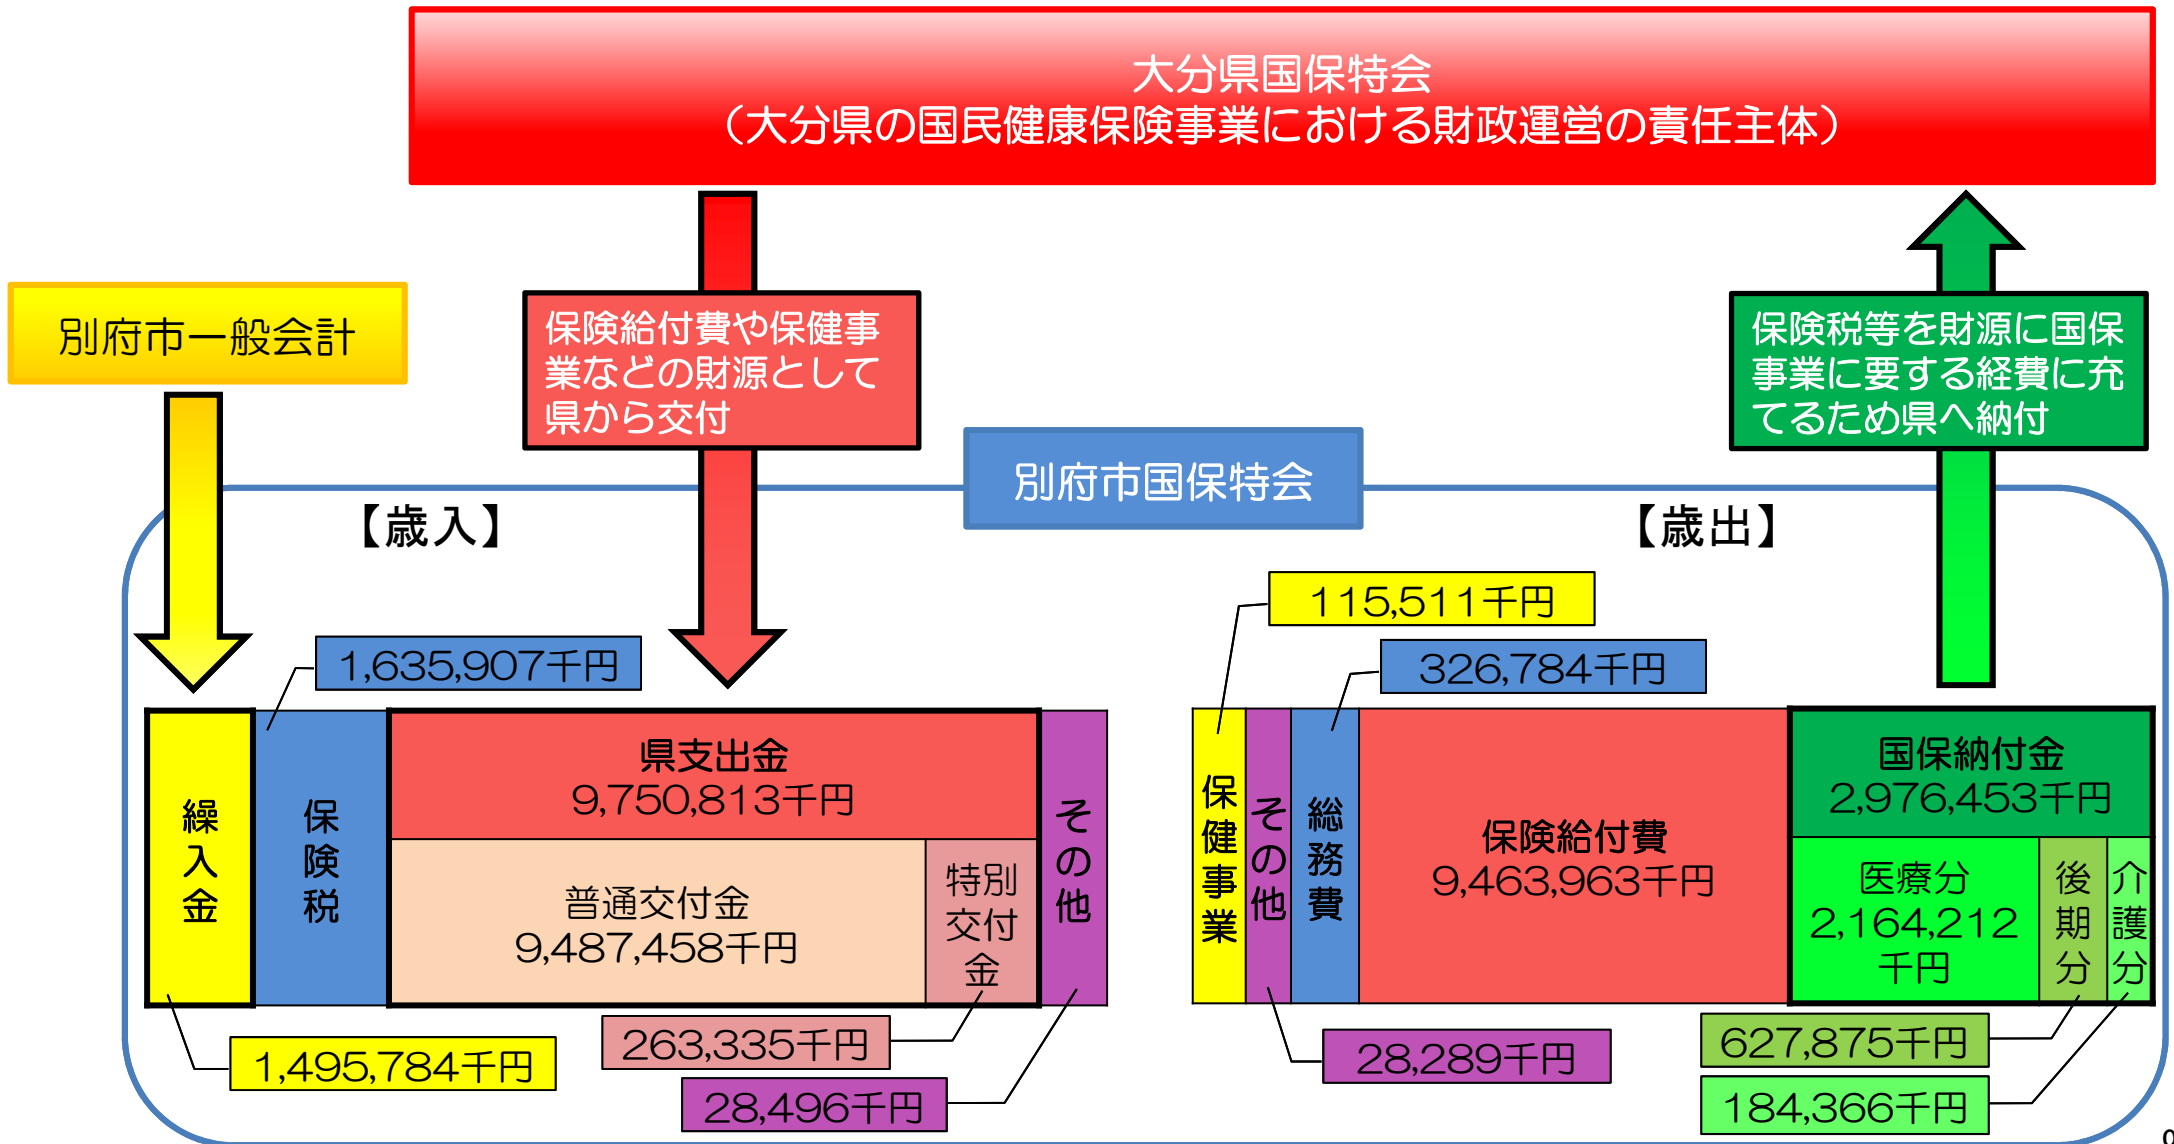 大分県国保特会
（大分県の国民健康保険事業における財政運営の責任主体）
別府市一般会計
保険給付費や保健事
業などの財源として
県から交付
保険税等を財源に国保
事業に要する経費に充
てるため県へ納付
別府市国保特会
【歳入】
【歳出】
1,635,907千円
115,511千円
326,784千円
繰入金
保険税
県支出金
9,750,813千円
普通交付金
9,487,458千円
特別
交付
金
その他
保健事業
その他
総務費
保険給付費
9,463,963千円
国保納付金
2,976,453千円
医療分
2,164,212
千円
後期分
介護分
1,495,784千円
263,335千円
28,496千円
28,289千円
627,875千円
184,366千円